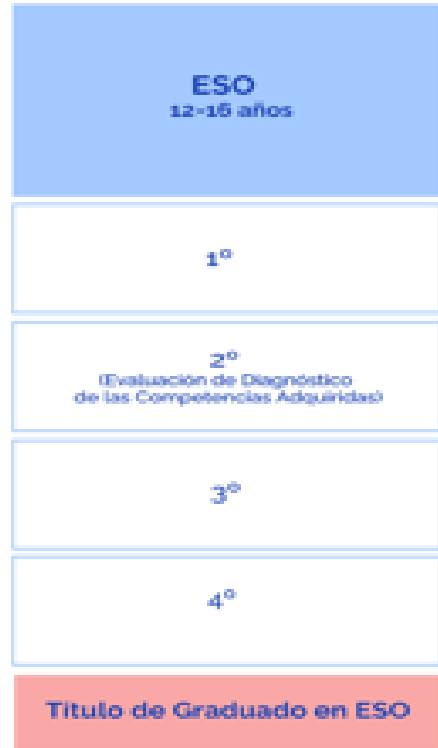 ESO
12-16 años
1º
2º
(Evaluación de Diagnóstico
de las Competencias Adquiridas)
3º
4º
Título de Graduado en ESO